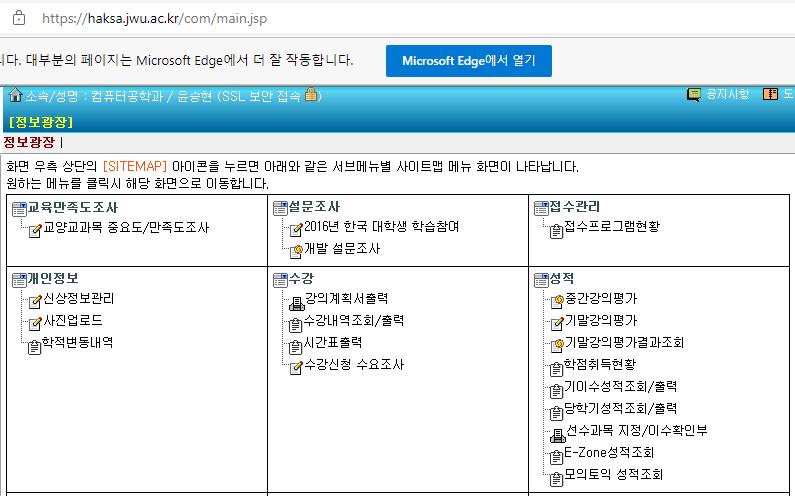 https://haksa.jwu.ac.kr/com/main.jsp
니다. 대부분의 페이지는 Microsoft Edge에서 더 잘 작동합니다.
Microsoft Edge에서 열기
소속/성명 : 컴퓨터공학과 / 윤승현 (SSL 보안 접속 )
공지사항
도
[정보광장]
정보광장 |
화면 우측 상단의 [SITEMAP] 아이콘을 누르면 아래와 같은 서브메뉴별 사이트맵 메뉴 화면이 나타납니다.
원하는 메뉴를 클릭시 해당 화면으로 이동합니다.
교육만족도조사
교양교과목 중요도/만족도조사
설문조사
2016년 한국 대학생 학습참여
개발 설문조사
접수관리
접수프로그램현황
개인정보
신상정보관리
사진업로드
학적변동내역
수강
강의계획서출력
수강내역조회/출력
시간표출력
수강신청 수요조사
성적
중간강의평가
기말강의평가
기말강의평가결과조회
학점취득현황
기이수성적조회/출력
당학기성적조회/출력
선수과목 지정/이수확인부
E-Zone성적조회
모의토익 성적조회